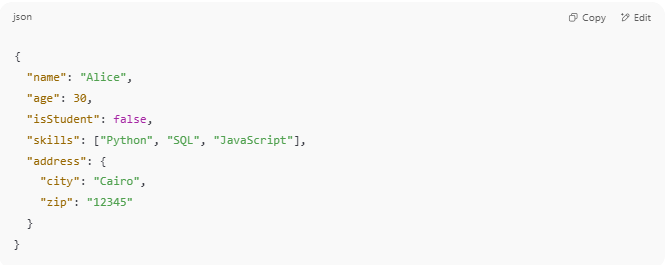 json Copy Edit
{
  "name": "Alice",
  "age": 30,
  "isStudent": false,
  "skills": ["Python", "SQL", "JavaScript"],
  "address": {
    "city": "Cairo",
    "zip": "12345"
  }
}